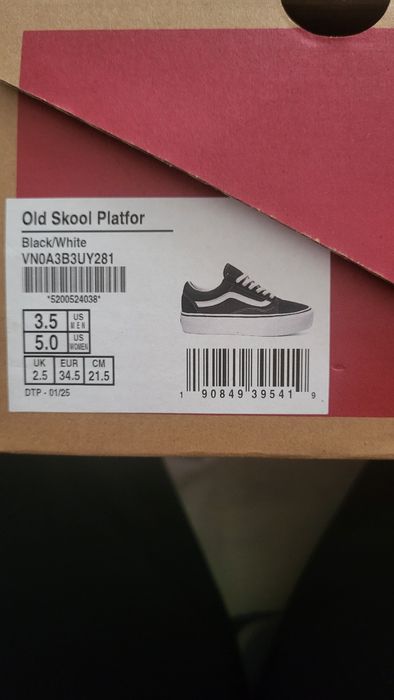 Old Skool Platfor
Black/White
VN0A3B3UY281
*5200524038*
3.5 US MEN
5.0 US WOMEN
UK EUR CM
2.5 34.5 21.5
DTP - 01/25
1 90849 39541 9